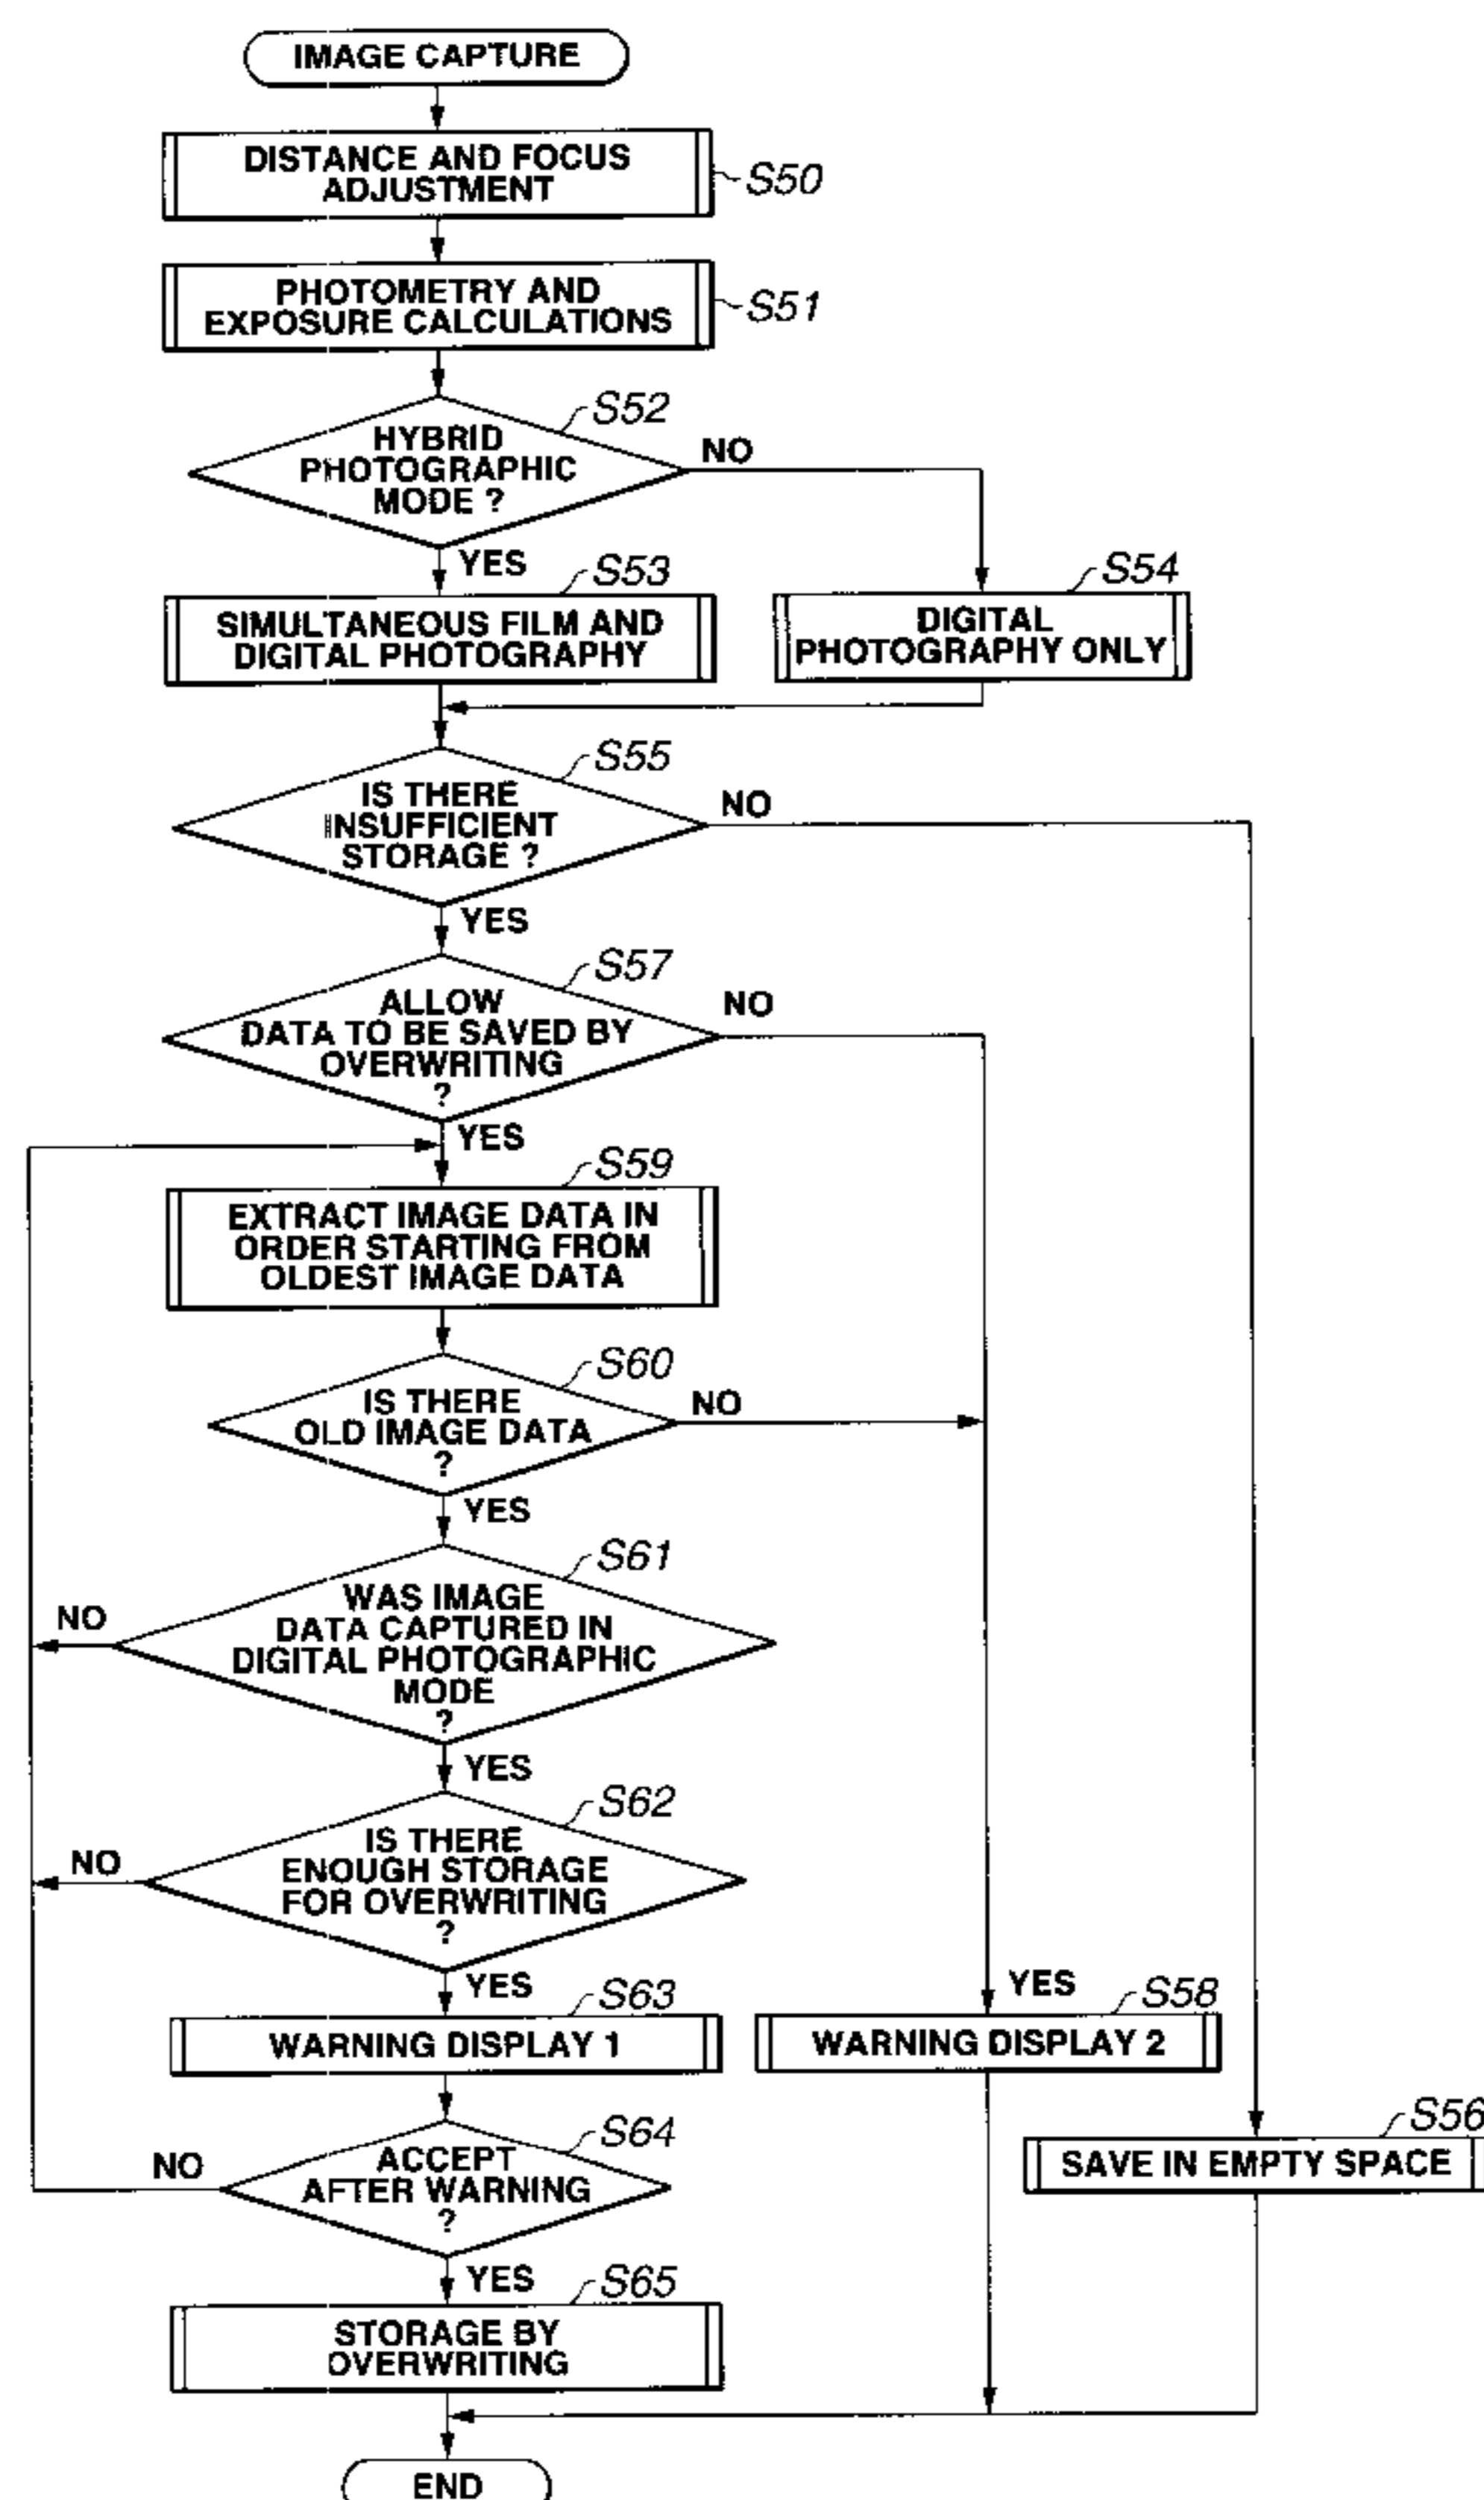 IMAGE CAPTURE
DISTANCE AND FOCUS
ADJUSTMENT
S50
PHOTOMETRY AND
EXPOSURE CALCULATIONS
S51
S52
HYBRID
PHOTOGRAPHIC
MODE ?
NO
YES
S53
SIMULTANEOUS FILM AND
DIGITAL PHOTOGRAPHY
S54
DIGITAL
PHOTOGRAPHY ONLY
S55
IS THERE
INSUFFICIENT
STORAGE ?
NO
YES
S57
ALLOW
DATA TO BE SAVED BY
OVERWRITING
?
NO
YES
S59
EXTRACT IMAGE DATA IN
ORDER STARTING FROM
OLDEST IMAGE DATA
S60
IS THERE
OLD IMAGE DATA
?
NO
YES
S61
WAS IMAGE
DATA CAPTURED IN
DIGITAL PHOTOGRAPHIC
MODE
?
NO
YES
S62
IS THERE
ENOUGH STORAGE
FOR OVERWRITING
?
NO
YES
S63
WARNING DISPLAY 1
YES
S58
WARNING DISPLAY 2
S64
ACCEPT
AFTER WARNING
?
NO
YES
S56
SAVE IN EMPTY SPACE
S65
STORAGE BY
OVERWRITING
END